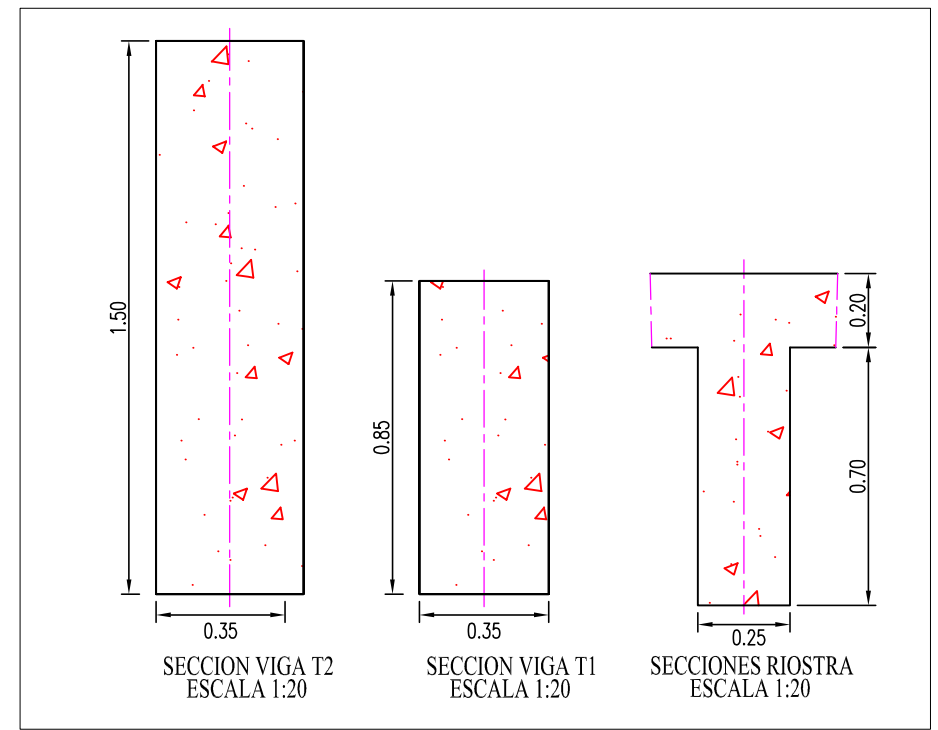 1.50
0.35
SECCION VIGA T2
ESCALA 1:20
0.85
0.35
SECCION VIGA T1
ESCALA 1:20
0.20
0.70
0.25
SECCIONES RIOSTRA
ESCALA 1:20